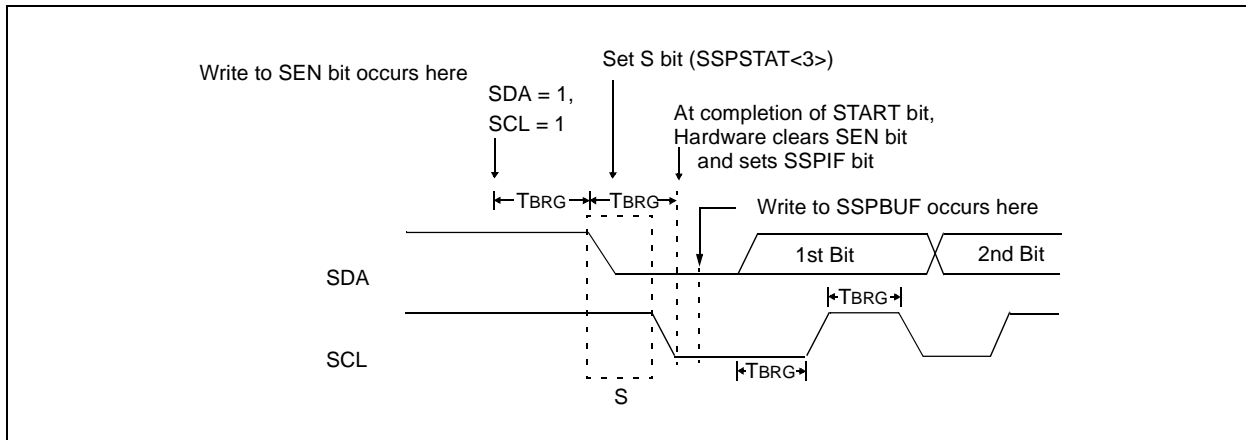 Write to SEN bit occurs here
Set S bit (SSPSTAT<3>)
SDA = 1,
SCL = 1
At completion of START bit,
Hardware clears SEN bit
and sets SSPIF bit
TBRG
TBRG
Write to SSPBUF occurs here
SDA
1st Bit
2nd Bit
TBRG
SCL
TBRG
S